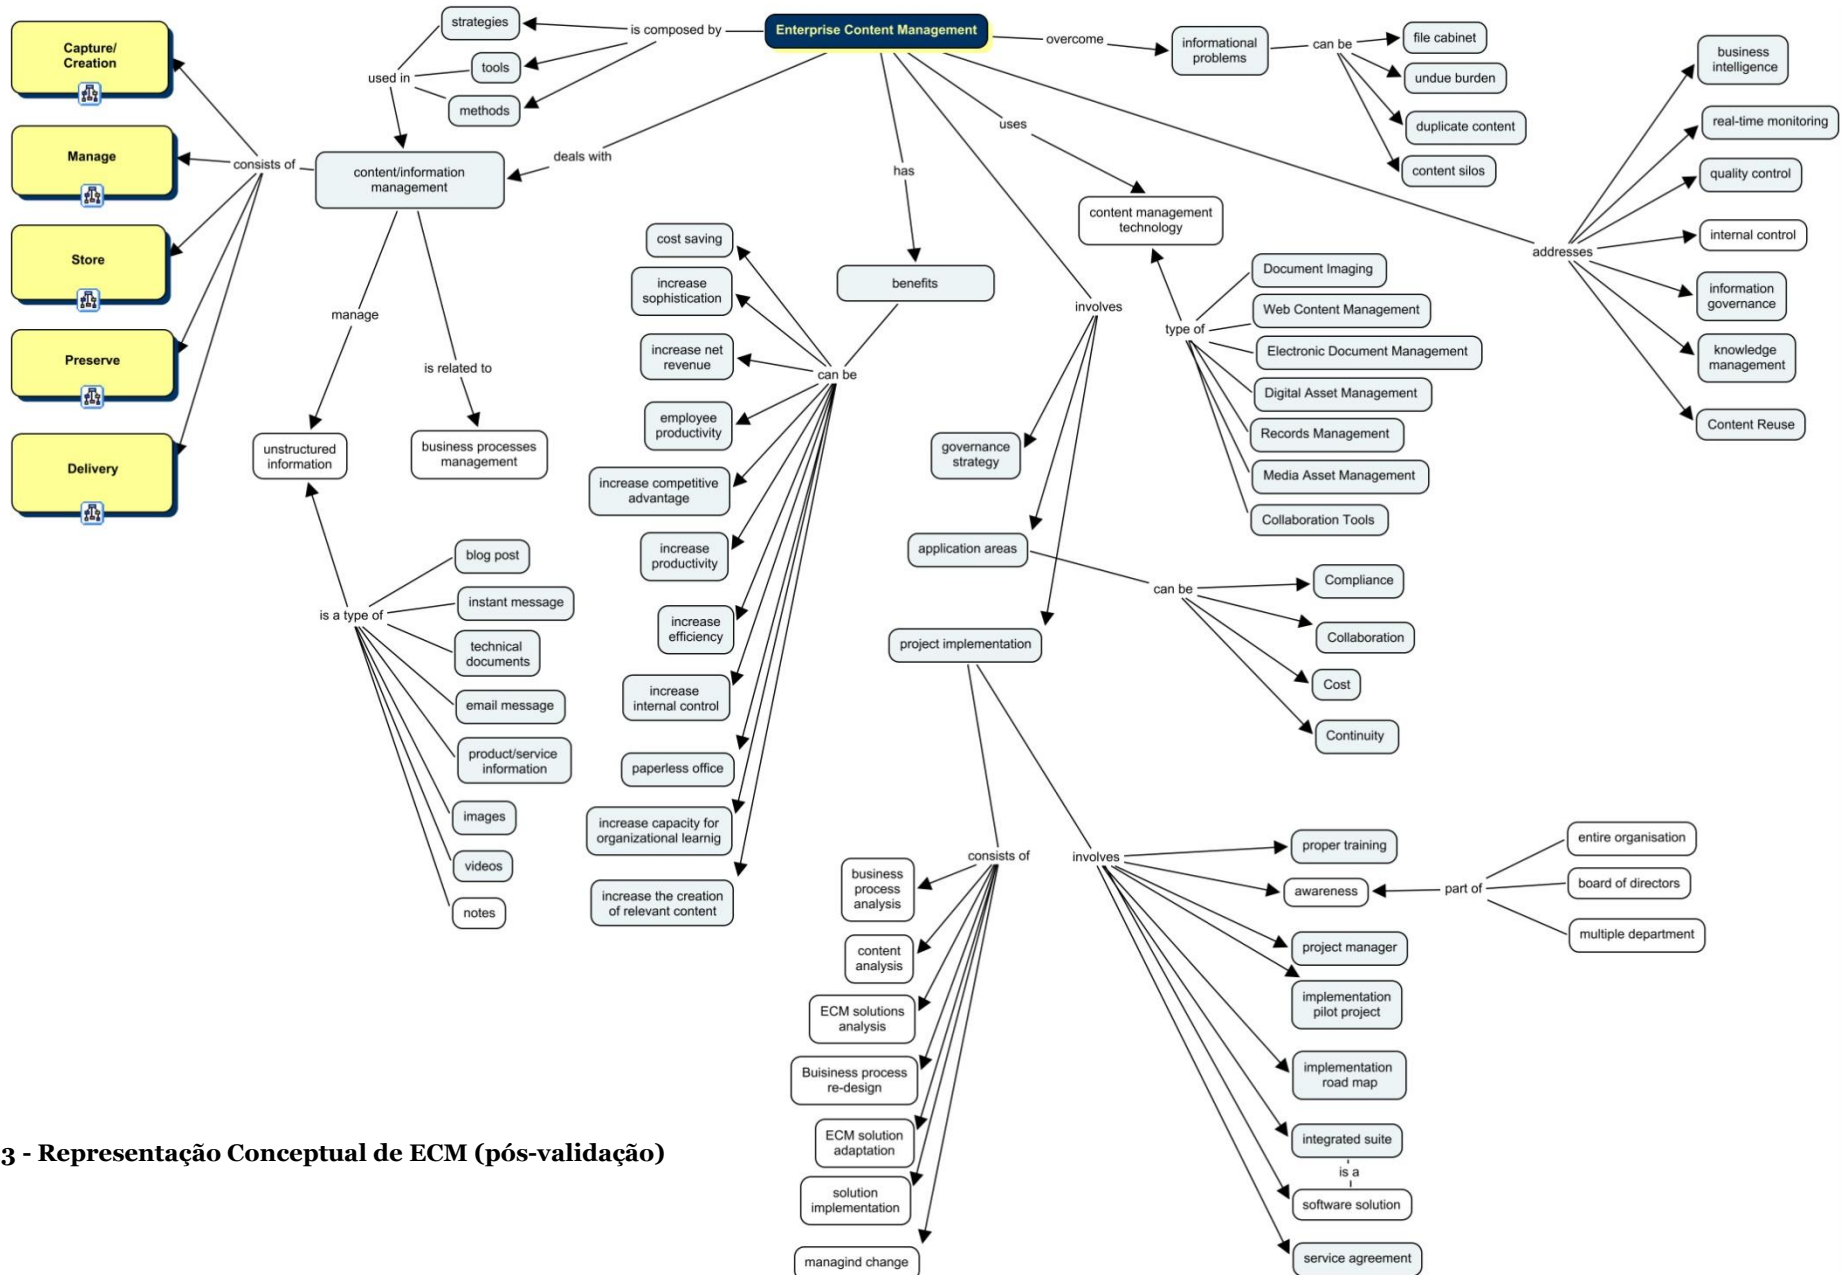 Enterprise Content Management
is composed by
strategies
tools
methods
used in
overcome
informational
problems
can be
file cabinet
undue burden
duplicate content
content silos
Capture/
Creation
Manage
Store
Preserve
Delivery
consists of
content/information
management
deals with
manage
is related to
unstructured
information
business processes
management
is a type of
blog post
instant message
technical
documents
email message
product/service
information
images
videos
notes
has
benefits
can be
cost saving
increase
sophistication
increase net
revenue
employee
productivity
increase competitive
advantage
increase
productivity
increase
efficiency
increase
internal control
paperless office
increase capacity for
organizational learnig
increase the creation
of relevant content
uses
content management
technology
type of
Document Imaging
Web Content Management
Electronic Document Management
Digital Asset Management
Records Management
Media Asset Management
Collaboration Tools
addresses
business
intelligence
real-time monitoring
quality control
internal control
information
governance
knowledge
management
Content Reuse
involves
governance
strategy
application areas
can be
Compliance
Collaboration
Cost
Continuity
project implementation
consists of
business
process
analysis
content
analysis
ECM solutions
analysis
Buisiness process
re-design
ECM solution
adaptation
solution
implementation
managind change
involves
proper training
awareness
part of
entire organisation
board of directors
multiple department
project manager
implementation
pilot project
implementation
road map
integrated suite
is a
software solution
service agreement
3 - Representação Conceptual de ECM (pós-validação)